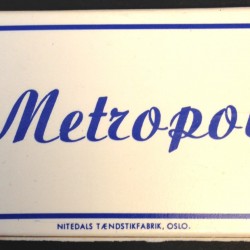 Metropol
NITEDALS TÆNDSTIKFABRIK, OSLO.